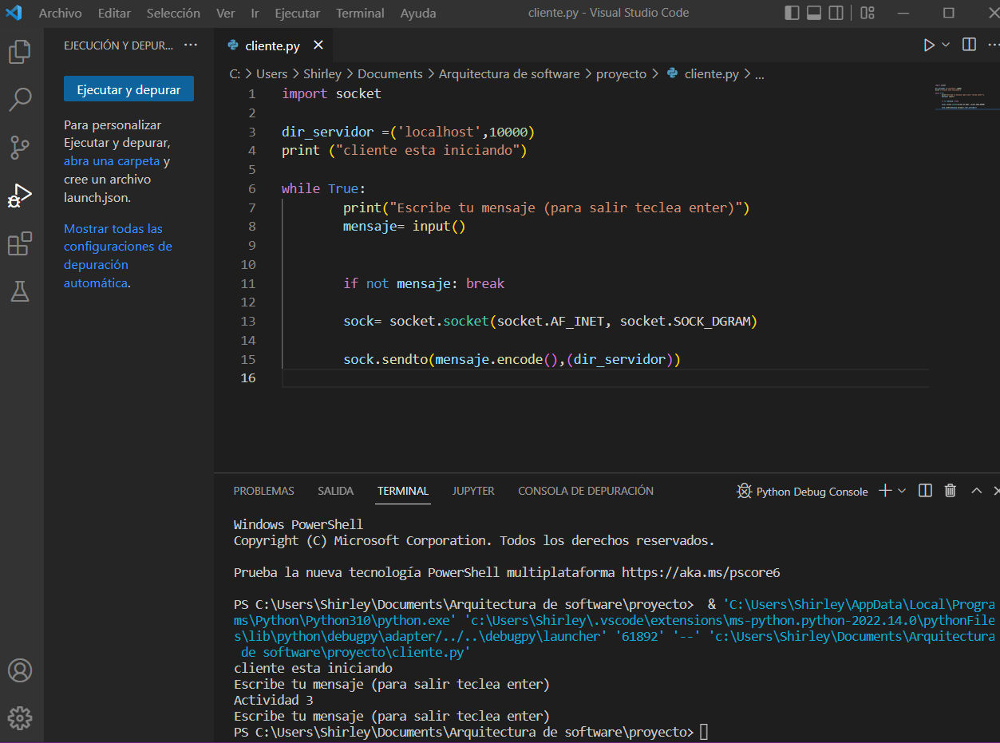 Archivo Editar Selección Ver Ir Ejecutar Terminal Ayuda cliente.py - Visual Studio Code
EJECUCIÓN Y DEPUR... ···
Ejecutar y depurar
Para personalizar
Ejecutar y depurar,
abra una carpeta y
cree un archivo
launch.json.
Mostrar todas las
configuraciones de
depuración
automática.
cliente.py
C: > Users > Shirley > Documents > Arquitectura de software > proyecto > cliente.py > ...
1 import socket
2
3 dir_servidor =('localhost',10000)
4 print ("cliente esta iniciando")
5
6 while True:
7 print("Escribe tu mensaje (para salir teclea enter)")
8 mensaje= input()
9
10
11 if not mensaje: break
12
13 sock= socket.socket(socket.AF_INET, socket.SOCK_DGRAM)
14
15 sock.sendto(mensaje.encode(),(dir_servidor))
16
PROBLEMAS SALIDA TERMINAL JUPYTER CONSOLA DE DEPURACIÓN Python Debug Console
Windows PowerShell
Copyright (C) Microsoft Corporation. Todos los derechos reservados.
Prueba la nueva tecnología PowerShell multiplataforma https://aka.ms/pscore6
PS C:\Users\Shirley\Documents\Arquitectura de software\proyecto>  & 'C:\Users\Shirley\AppData\Local\Progra
ms\Python\Python310\python.exe' 'c:\Users\Shirley\.vscode\extensions\ms-python.python-2022.14.0\pythonFile
s\lib\python\debugpy\adapter/../..\debugpy\launcher' '61892' '--' 'c:\Users\Shirley\Documents\Arquitectura
de software\proyecto\cliente.py'
cliente esta iniciando
Escribe tu mensaje (para salir teclea enter)
Actividad 3
Escribe tu mensaje (para salir teclea enter)
PS C:\Users\Shirley\Documents\Arquitectura de software\proyecto>